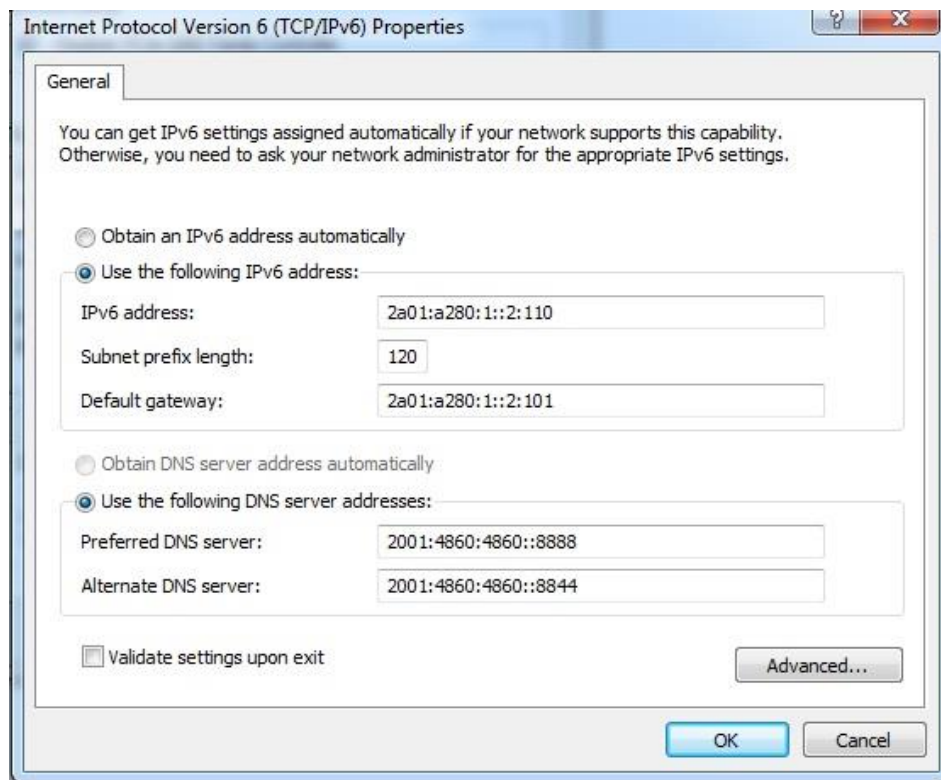 Internet Protocol Version 6 (TCP/IPv6) Properties
General
You can get IPv6 settings assigned automatically if your network supports this capability.
Otherwise, you need to ask your network administrator for the appropriate IPv6 settings.
Obtain an IPv6 address automatically
Use the following IPv6 address:
IPv6 address: 2a01:a280:1::2:110
Subnet prefix length: 120
Default gateway: 2a01:a280:1::2:101
Obtain DNS server address automatically
Use the following DNS server addresses:
Preferred DNS server: 2001:4860:4860::8888
Alternate DNS server: 2001:4860:4860::8844
Validate settings upon exit
Advanced...
OK Cancel